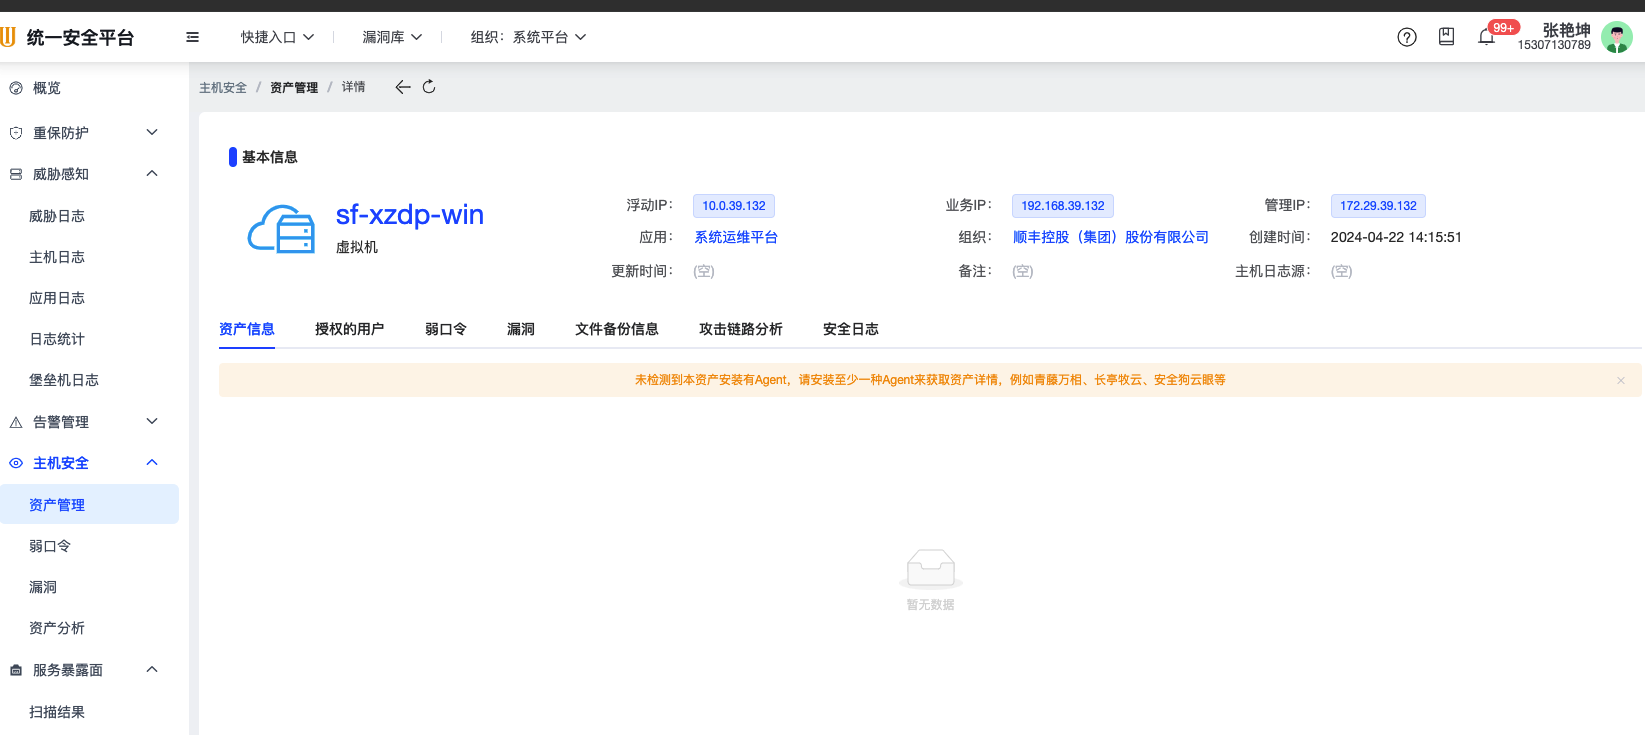 统一安全平台
快捷入口
漏洞库
组织：系统平台
99+
张艳坤
15307130789
概览
重保防护
威胁感知
威胁日志
主机日志
应用日志
日志统计
堡垒机日志
告警管理
主机安全
资产管理
弱口令
漏洞
资产分析
服务暴露面
扫描结果
主机安全 / 资产管理 / 详情
基本信息
sf-xzdp-win
虚拟机
浮动IP： 10.0.39.132
业务IP： 192.168.39.132
管理IP： 172.29.39.132
应用： 系统运维平台
组织： 顺丰控股（集团）股份有限公司
创建时间： 2024-04-22 14:15:51
更新时间： (空)
备注： (空)
主机日志源： (空)
资产信息 授权的用户 弱口令 漏洞 文件备份信息 攻击链路分析 安全日志
未检测到本资产安装有Agent，请安装至少一种Agent来获取资产详情，例如青藤万相、长亭牧云、安全狗云眼等
暂无数据